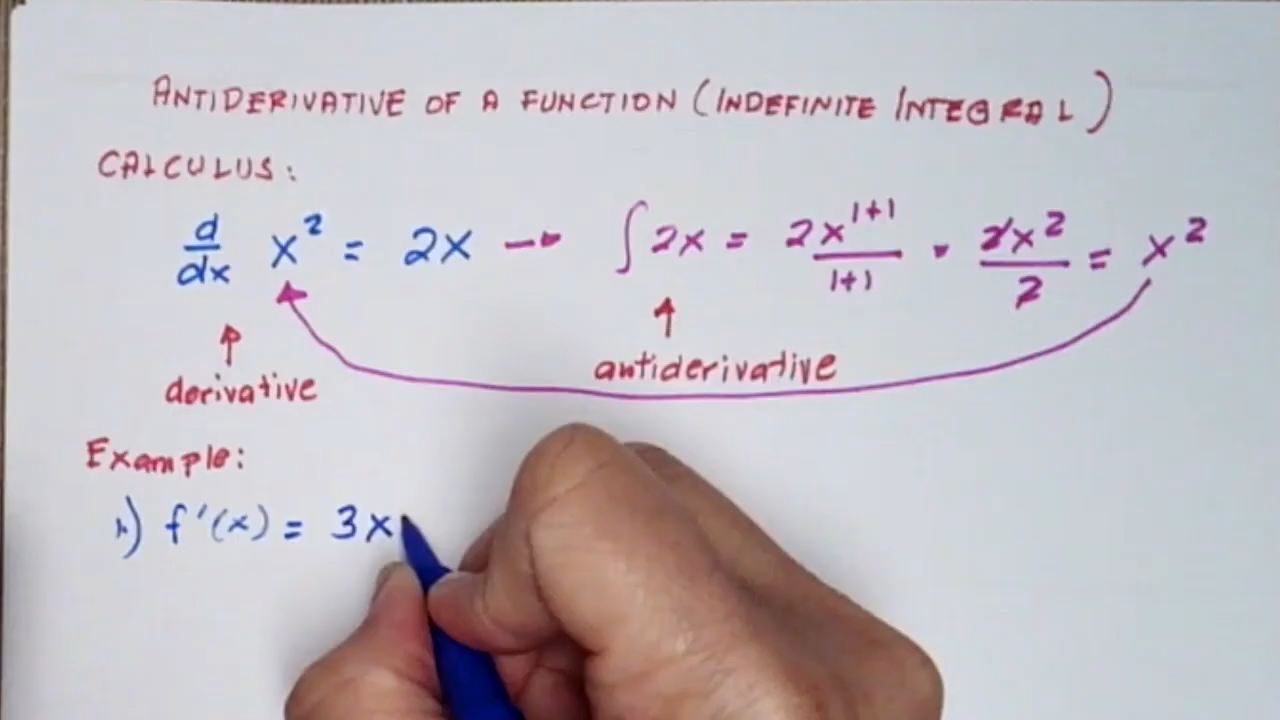 ANTIDERIVATIVE OF A FUNCTION (INDEFINITE INTEGRAL)
CALCULUS:
d/dx x² = 2x → ∫2x = 2x¹⁺¹/1+1 · 2x²/2 = x²
derivative
antiderivative
Example:
1.) f'(x) = 3x